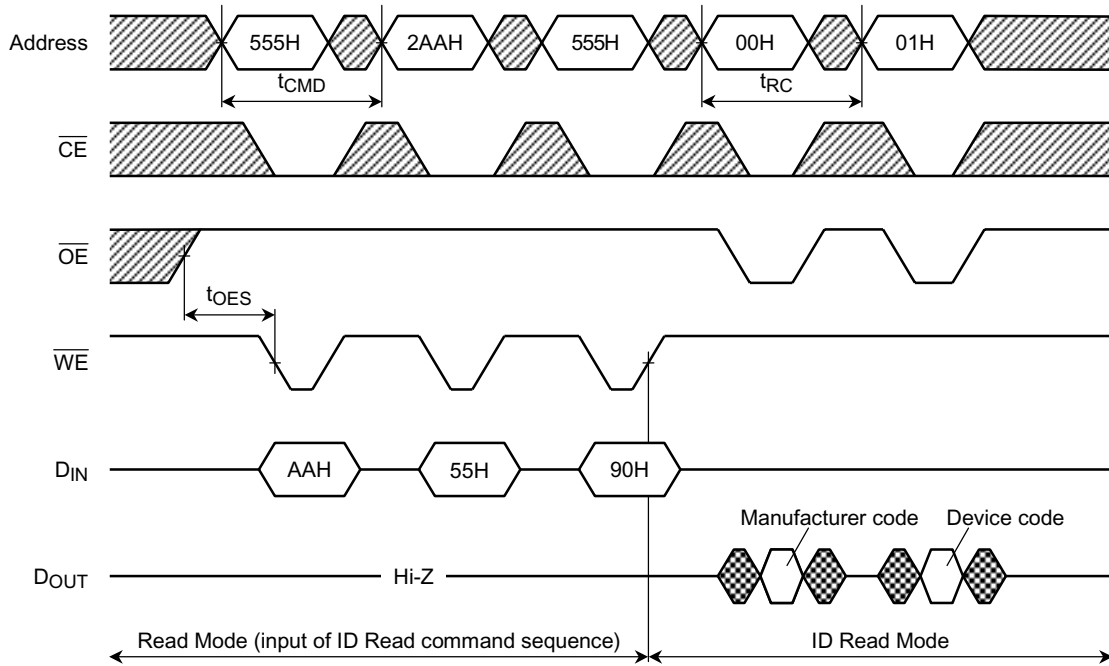 Address 555H 2AAH 555H 00H 01H
tCMD tRC
CE
OE
tOES
WE
DIN AAH 55H 90H
Manufacturer code Device code
DOUT Hi-Z
Read Mode (input of ID Read command sequence) ID Read Mode